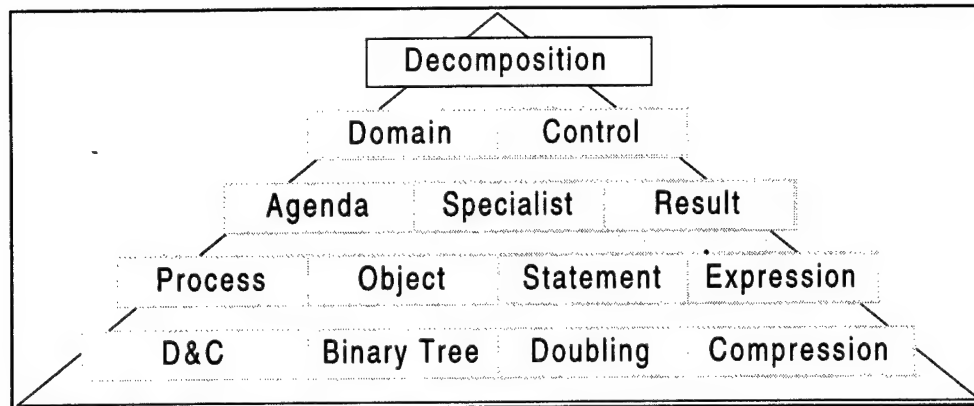 Decomposition
Domain Control
Agenda Specialist Result
Process Object Statement Expression
D&C Binary Tree Doubling Compression